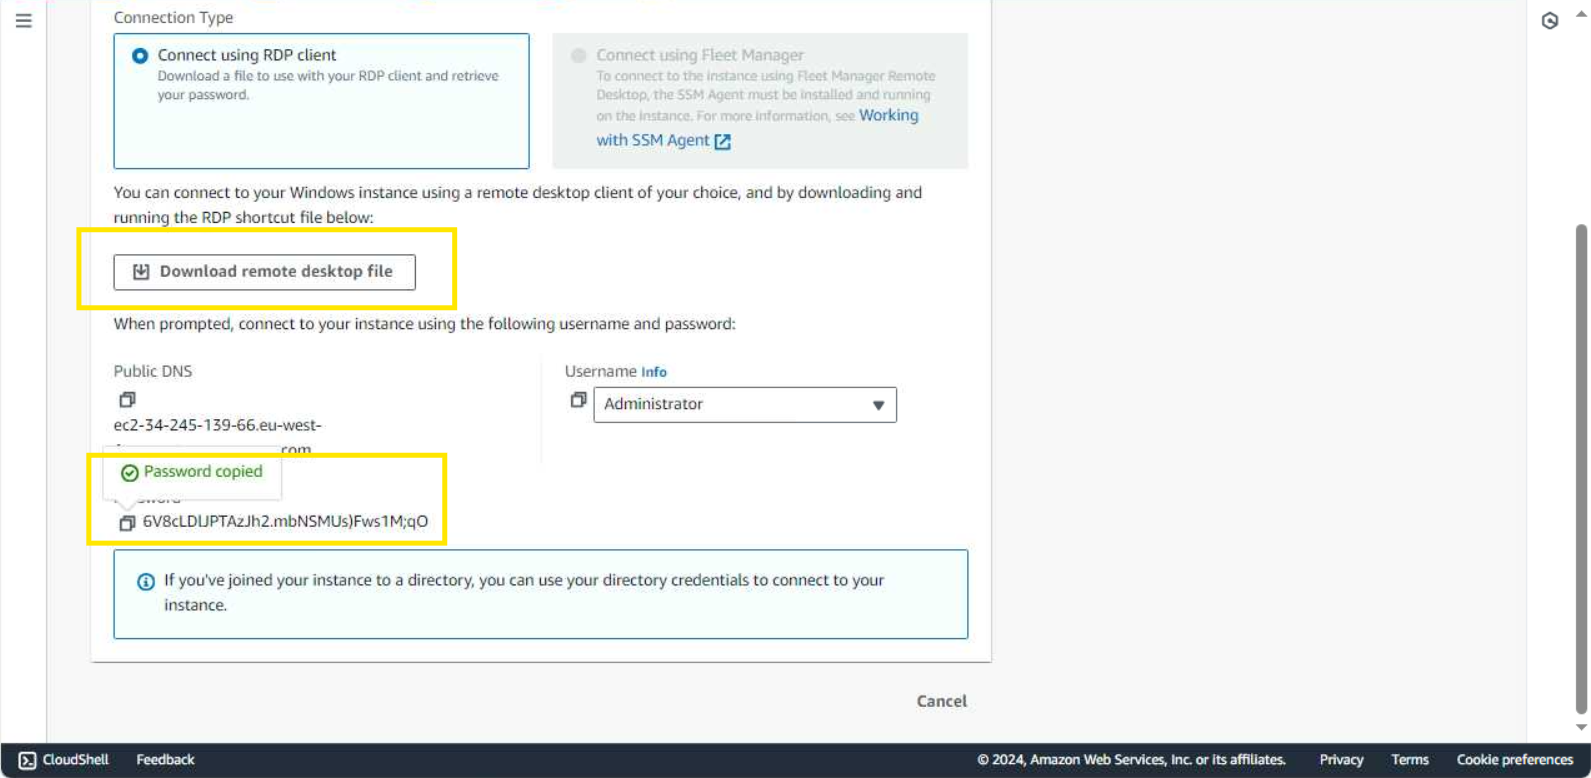 Connection Type
Connect using RDP client
Download a file to use with your RDP client and retrieve
your password.
Connect using Fleet Manager
To connect to the instance using Fleet Manager Remote
Desktop, the SSM Agent must be installed and running
on the instance. For more information, see Working
with SSM Agent
You can connect to your Windows instance using a remote desktop client of your choice, and by downloading and
running the RDP shortcut file below:
Download remote desktop file
When prompted, connect to your instance using the following username and password:
Public DNS
ec2-34-245-139-66.eu-west-
com
Username Info
Administrator
Password copied
6V8cLDlJPTAzJh2.mbNSMUs)Fws1M;qO
If you've joined your instance to a directory, you can use your directory credentials to connect to your
instance.
Cancel
CloudShell
Feedback
© 2024, Amazon Web Services, Inc. or its affiliates.
Privacy
Terms
Cookie preferences